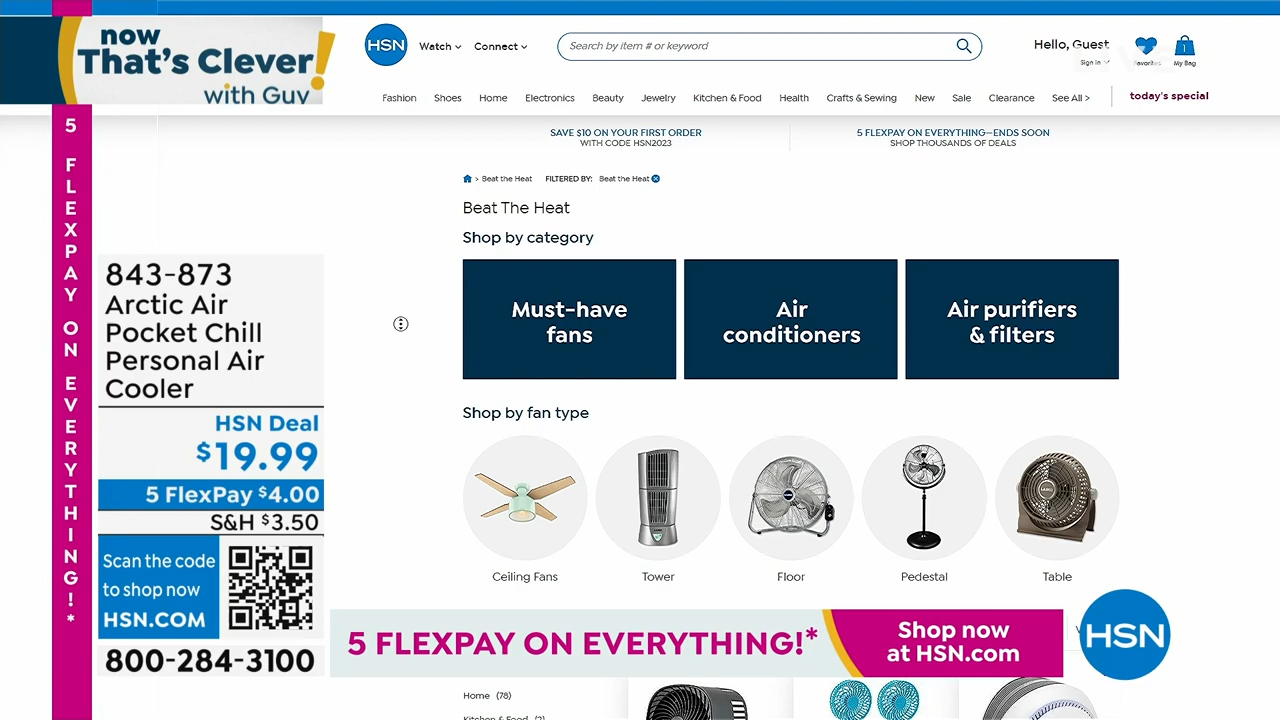 now
That's Clever!
with Guy
HSN
Watch
Connect
Search by item # or keyword
Hello, Guest
Sign In
Favorites
1
My Bag
Fashion
Shoes
Home
Electronics
Beauty
Jewelry
Kitchen & Food
Health
Crafts & Sewing
New
Sale
Clearance
See All >
today's special
SAVE $10 ON YOUR FIRST ORDER
WITH CODE HSN2023
5 FLEXPAY ON EVERYTHING—ENDS SOON
SHOP THOUSANDS OF DEALS
> Beat the Heat
FILTERED BY: Beat the Heat
Beat The Heat
Shop by category
Must-have
fans
Air
conditioners
Air purifiers
& filters
Shop by fan type
Ceiling Fans
Tower
Floor
Pedestal
Table
5 FLEXPAY ON EVERYTHING!*
843-873
Arctic Air
Pocket Chill
Personal Air
Cooler
HSN Deal
$19.99
5 FlexPay $4.00
S&H $3.50
Scan the code
to shop now
HSN.COM
800-284-3100
5 FLEXPAY ON EVERYTHING!*
Shop now
at HSN.com
HSN
Home (78)
Kitchen & Food (2)